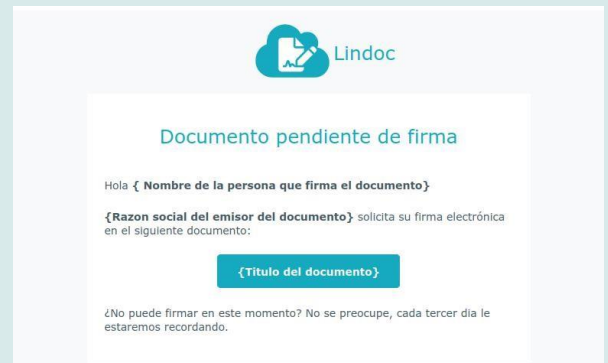 Lindoc
Documento pendiente de firma
Hola { Nombre de la persona que firma el documento}
{Razon social del emisor del documento} solicita su firma electrónica
en el siguiente documento:
{Titulo del documento}
¿No puede firmar en este momento? No se preocupe, cada tercer dia le
estaremos recordando.